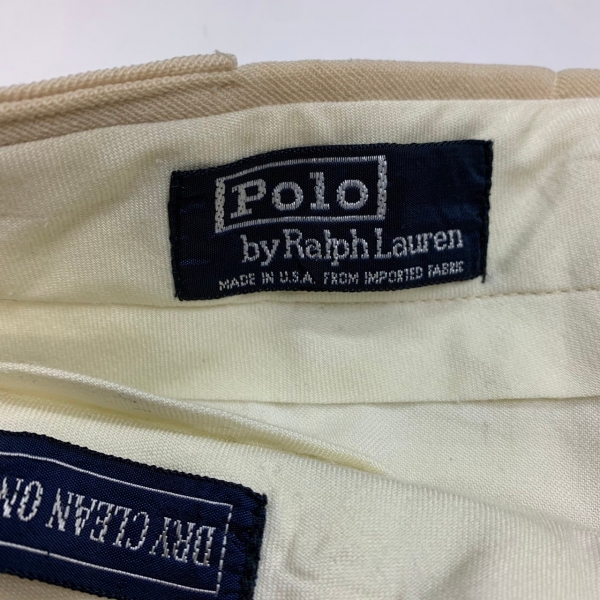 Polo
by Ralph Lauren
MADE IN U.S.A. FROM IMPORTED FABRIC
DRY CLEAN ON